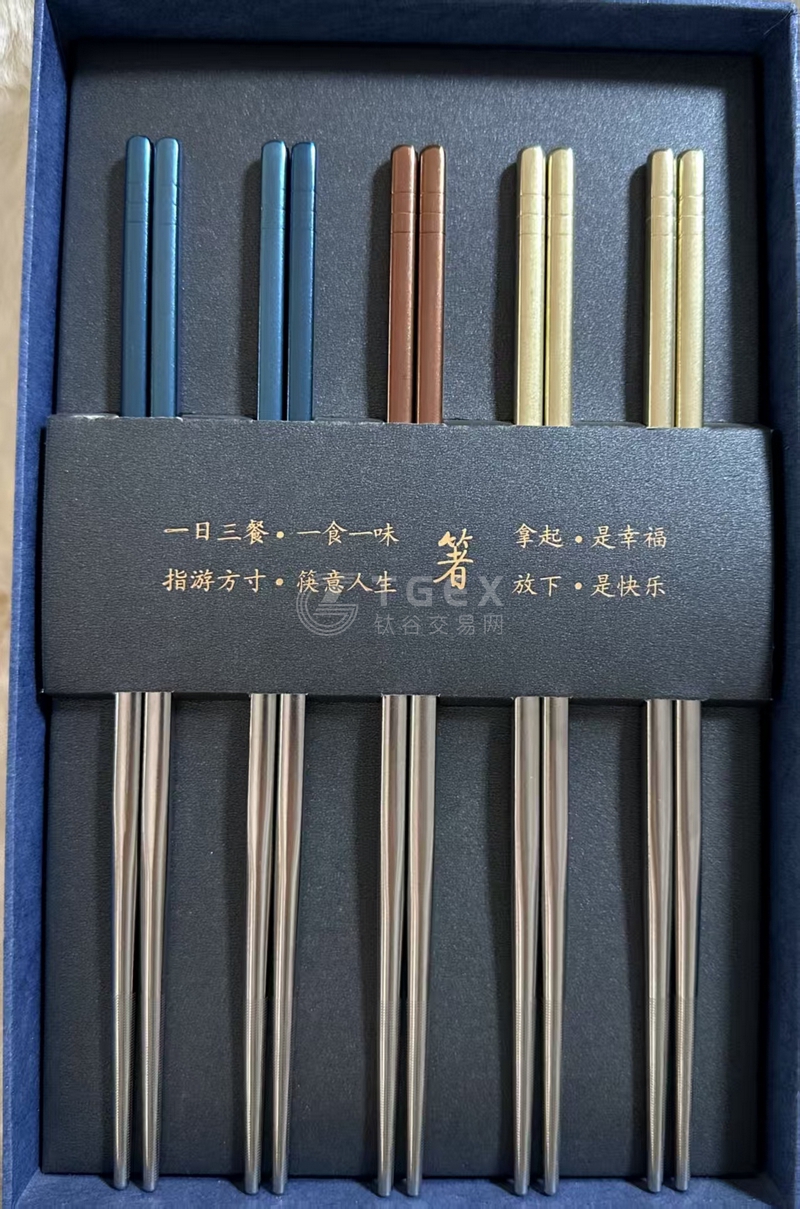 一日三餐•一食一味
指游方寸•筷意人生
箸
拿起•是幸福
放下•是快乐
TGEX
钛谷交易网